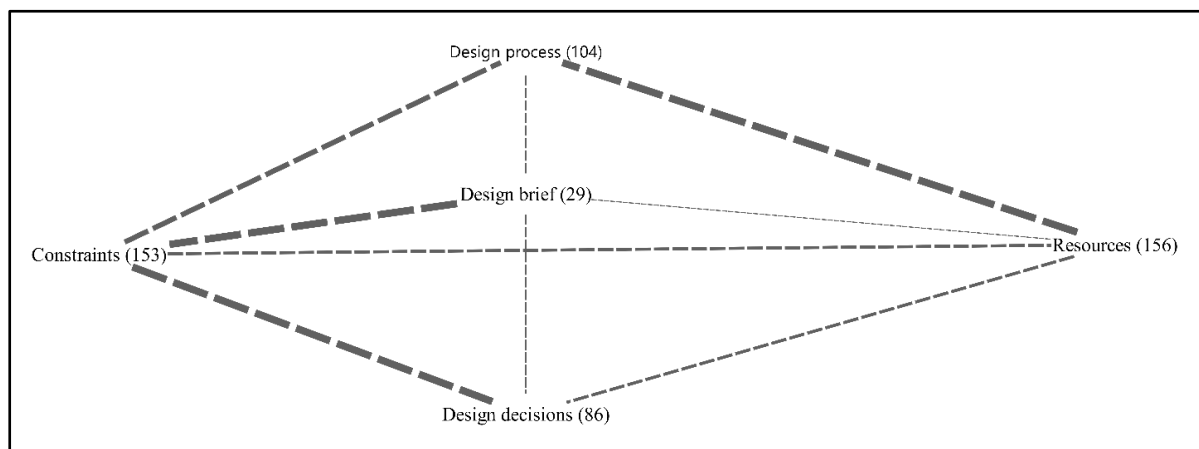 Design process (104)
Design brief (29)
Constraints (153)
Resources (156)
Design decisions (86)